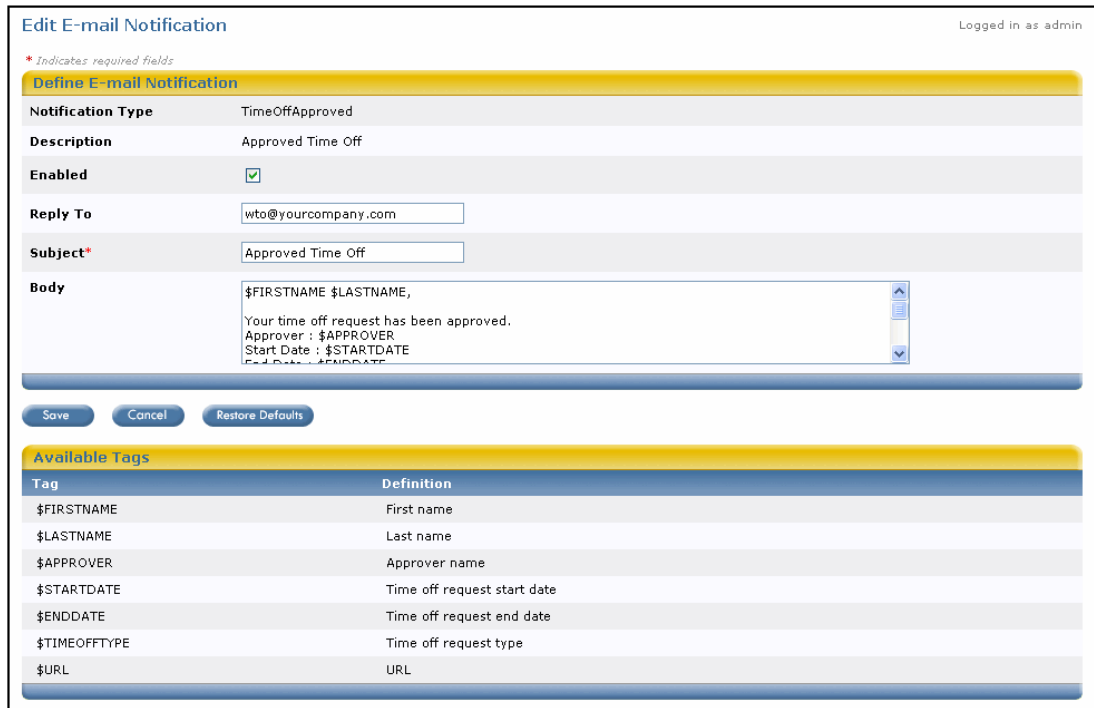 Edit E-mail Notification
Logged in as admin
* Indicates required fields
Define E-mail Notification
Notification Type TimeOffApproved
Description Approved Time Off
Enabled
Reply To wto@yourcompany.com
Subject* Approved Time Off
Body $FIRSTNAME $LASTNAME,
Your time off request has been approved.
Approver : $APPROVER
Start Date : $STARTDATE
End Date : $ENDDATE
Save Cancel Restore Defaults
Available Tags
Tag Definition
$FIRSTNAME First name
$LASTNAME Last name
$APPROVER Approver name
$STARTDATE Time off request start date
$ENDDATE Time off request end date
$TIMEOFFTYPE Time off request type
$URL URL